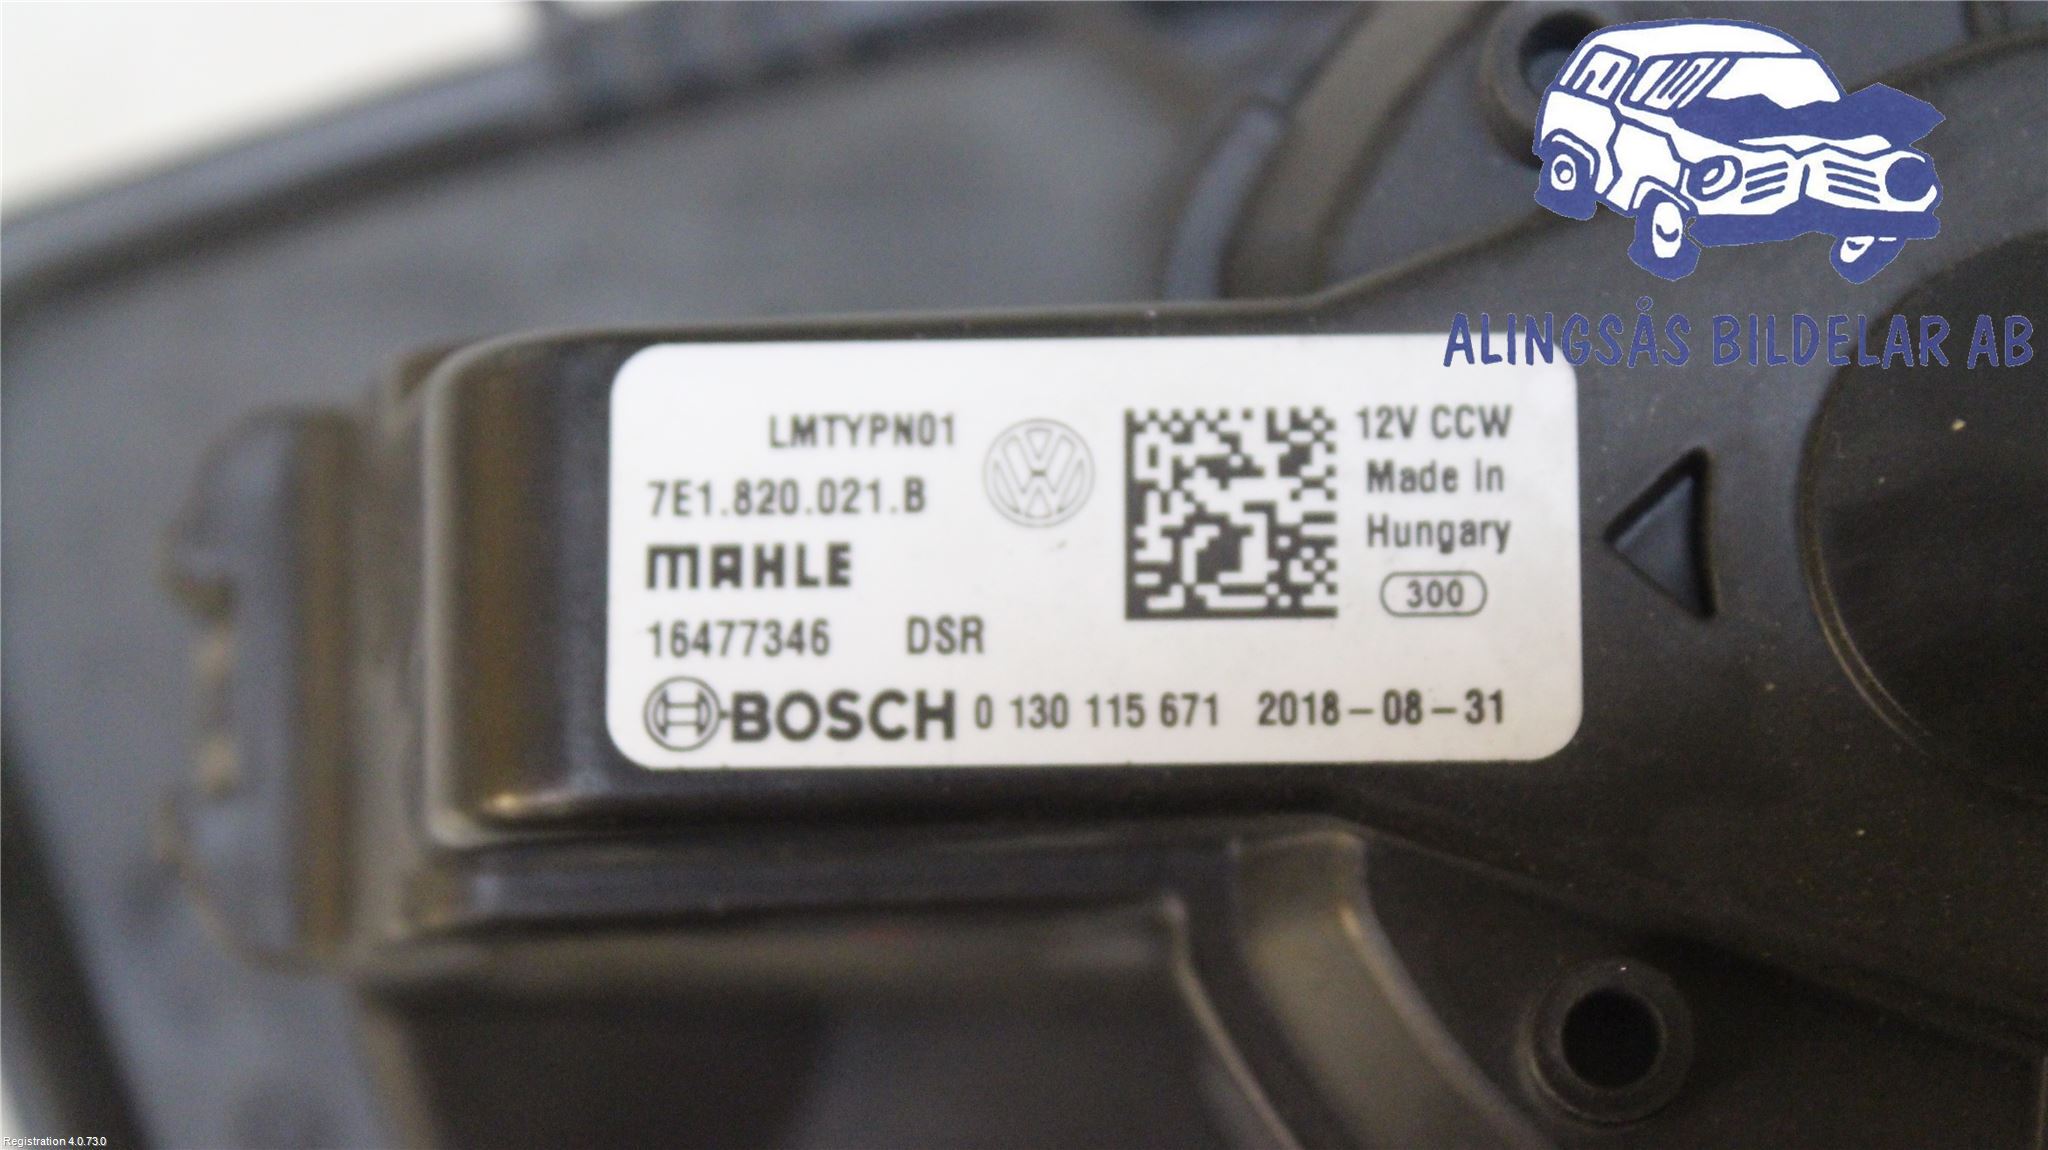 ALINGSÅS BILDELAR AB
LMTYPN01
7E1.820.021.B
MAHLE
16477346 DSR
BOSCH 0 130 115 671 2018-08-31
12V CCW
Made in
Hungary
300
Registration 4.0.73.0